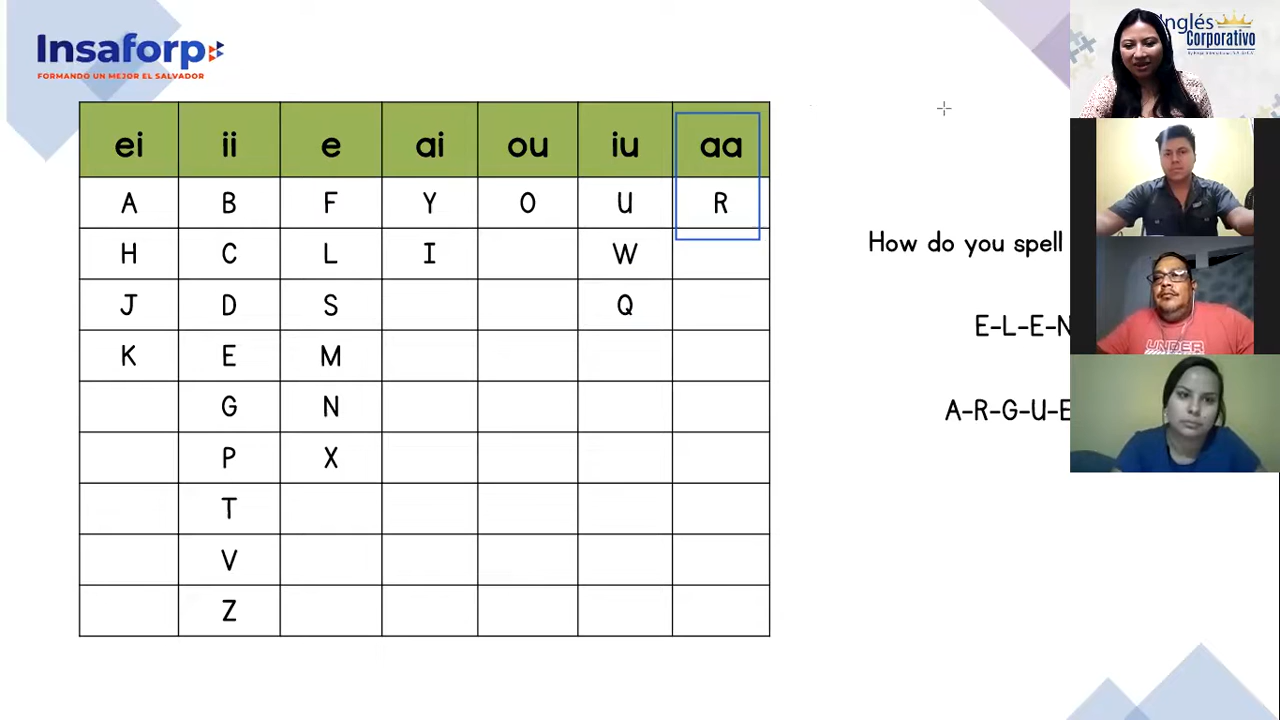 Insaforp
FORMANDO UN MEJOR EL SALVADOR
Inglés
Corporativo
ei ii e ai ou iu aa
A B F Y O U R
H C L I W
J D S Q
K E M
G N
P X
T
V
Z
How do you spell
E-L-E-N
A-R-G-U-E
UNDER